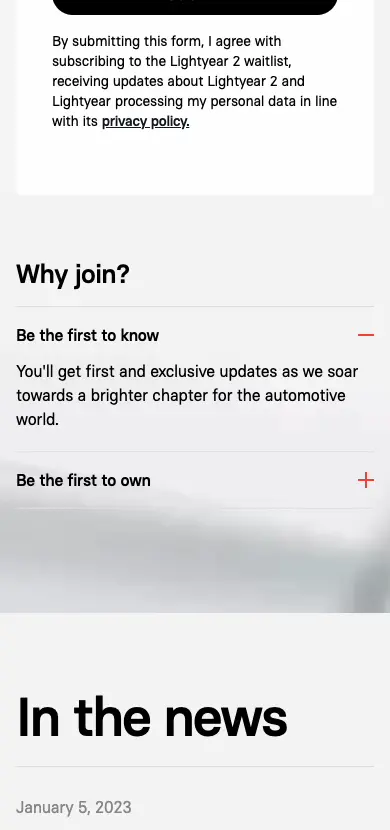 By submitting this form, I agree with
subscribing to the Lightyear 2 waitlist,
receiving updates about Lightyear 2 and
Lightyear processing my personal data in line
with its privacy policy.
Why join?
Be the first to know
You'll get first and exclusive updates as we soar
towards a brighter chapter for the automotive
world.
Be the first to own
In the news
January 5, 2023